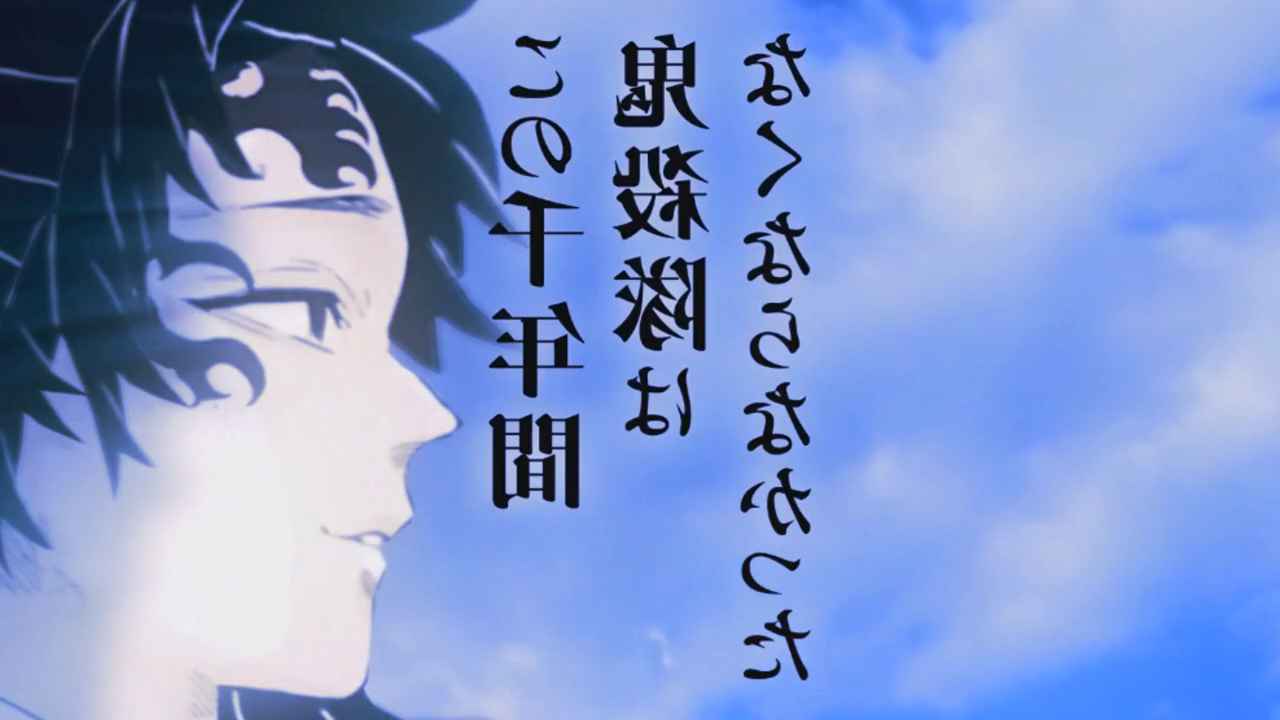 この千年間
鬼殺隊は
なくならなかった